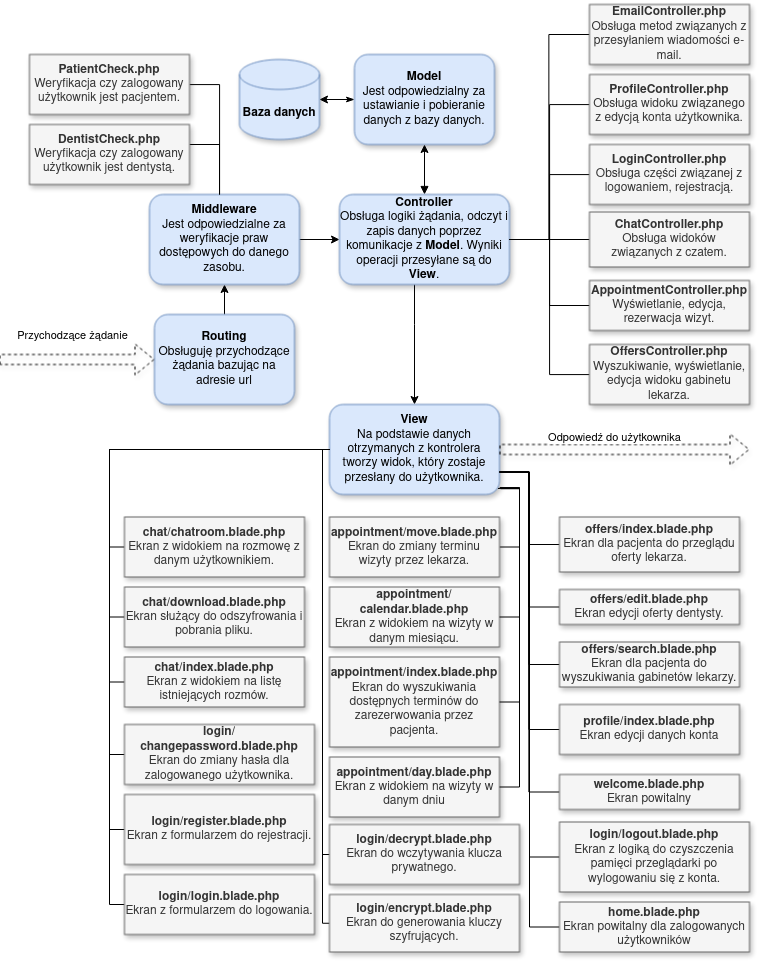 PatientCheck.php
Weryfikacja czy zalogowany
użytkownik jest pacjentem.
DentistCheck.php
Weryfikacja czy zalogowany
użytkownik jest dentystą.
Baza danych
Model
Jest odpowiedzialny za
ustawianie i pobieranie
danych z bazy danych.
EmailController.php
Obsługa metod związanych z
przesyłaniem wiadomości e-
mail.
ProfileController.php
Obsługa widoku związanego
z edycją konta użytkownika.
LoginController.php
Obsługa części związanej z
logowaniem, rejestracją.
ChatController.php
Obsługa widoków
związanych z czatem.
AppointmentController.php
Wyświetlanie, edycja,
rezerwacja wizyt.
OffersController.php
Wyszukiwanie, wyświetlanie,
edycja widoku gabinetu
lekarza.
Middleware
Jest odpowiedzialne za
weryfikacje praw
dostępowych do danego
zasobu.
Controller
Obsługa logiki żądania, odczyt i
zapis danych poprzez
komunikacje z Model. Wyniki
operacji przesyłane są do
View.
Przychodzące żądanie
Routing
Obsługuję przychodzące
żądania bazując na
adresie url
View
Na podstawie danych
otrzymanych z kontrolera
tworzy widok, który zostaje
przesłany do użytkownika.
Odpowiedź do użytkownika
chat/chatroom.blade.php
Ekran z widokiem na rozmowę z
danym użytkownikiem.
chat/download.blade.php
Ekran służący do odszyfrowania i
pobrania pliku.
chat/index.blade.php
Ekran z widokiem na listę
istniejących rozmów.
login/
changepassword.blade.php
Ekran do zmiany hasła dla
zalogowanego użytkownika.
login/register.blade.php
Ekran z formularzem do rejestracji.
login/login.blade.php
Ekran z formularzem do logowania.
appointment/move.blade.php
Ekran do zmiany terminu
wizyty przez lekarza.
appointment/
calendar.blade.php
Ekran z widokiem na wizyty w
danym miesiącu.
appointment/index.blade.php
Ekran do wyszukiwania
dostępnych terminów do
zarezerwowania przez
pacjenta.
appointment/day.blade.php
Ekran z widokiem na wizyty w
danym dniu
login/decrypt.blade.php
Ekran do wczytywania klucza
prywatnego.
login/encrypt.blade.php
Ekran do generowania kluczy
szyfrujących.
offers/index.blade.php
Ekran dla pacjenta do przeglądu
oferty lekarza.
offers/edit.blade.php
Ekran edycji oferty dentysty.
offers/search.blade.php
Ekran dla pacjenta do
wyszukiwania gabinetów lekarzy.
profile/index.blade.php
Ekran edycji danych konta
welcome.blade.php
Ekran powitalny
login/logout.blade.php
Ekran z logiką do czyszczenia
pamięci przeglądarki po
wylogowaniu się z konta.
home.blade.php
Ekran powitalny dla zalogowanych
użytkowników